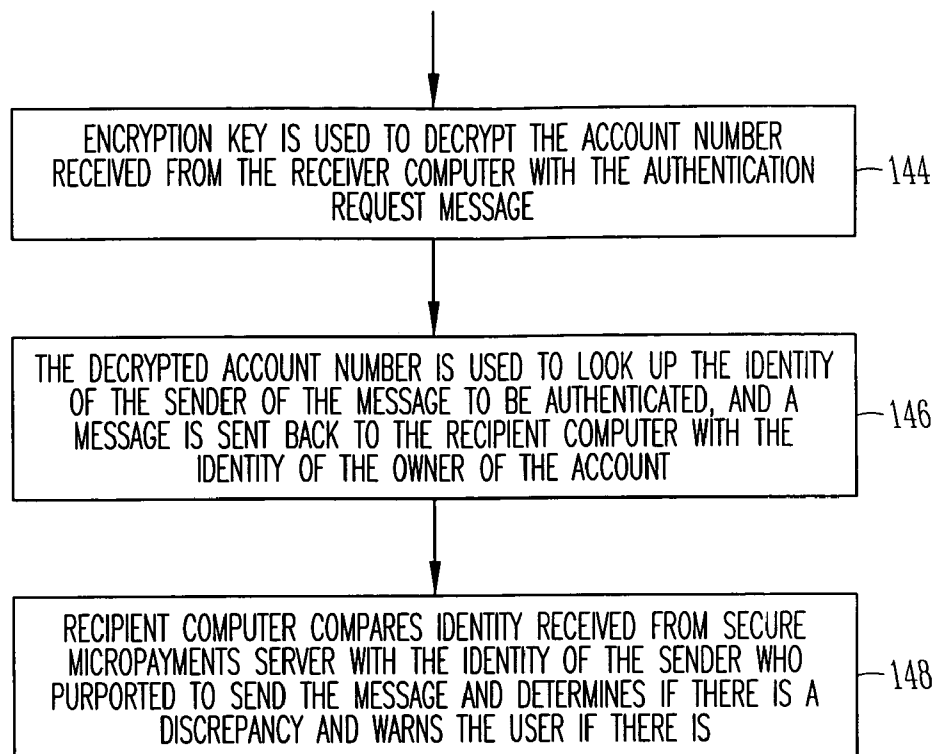 ENCRYPTION KEY IS USED TO DECRYPT THE ACCOUNT NUMBER
RECEIVED FROM THE RECEIVER COMPUTER WITH THE AUTHENTICATION
REQUEST MESSAGE
144
THE DECRYPTED ACCOUNT NUMBER IS USED TO LOOK UP THE IDENTITY
OF THE SENDER OF THE MESSAGE TO BE AUTHENTICATED, AND A
MESSAGE IS SENT BACK TO THE RECIPIENT COMPUTER WITH THE
IDENTITY OF THE OWNER OF THE ACCOUNT
146
RECIPIENT COMPUTER COMPARES IDENTITY RECEIVED FROM SECURE
MICROPAYMENTS SERVER WITH THE IDENTITY OF THE SENDER WHO
PURPORTED TO SEND THE MESSAGE AND DETERMINES IF THERE IS A
DISCREPANCY AND WARNS THE USER IF THERE IS
148